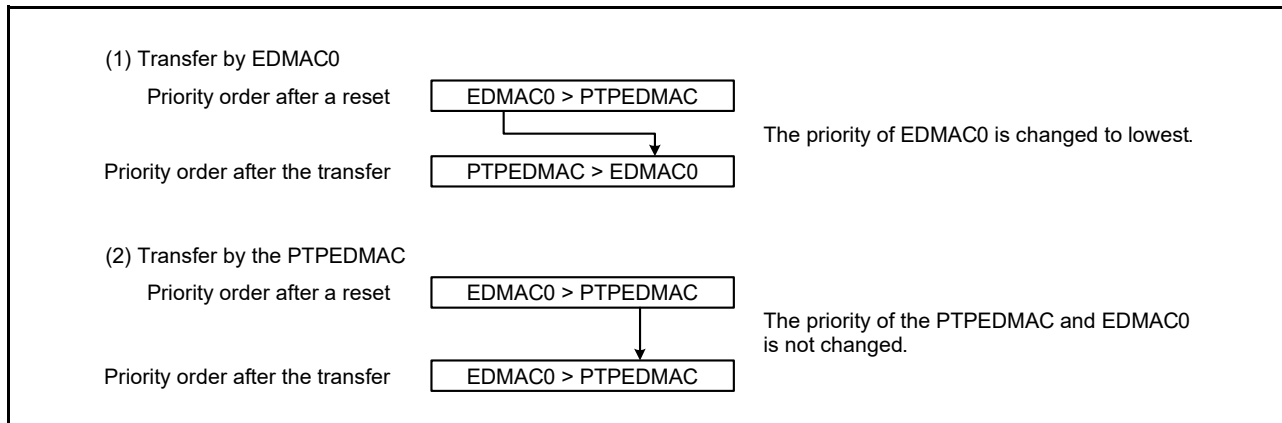 (1) Transfer by EDMAC0
Priority order after a reset
EDMAC0 > PTPEDMAC
The priority of EDMAC0 is changed to lowest.
Priority order after the transfer
PTPEDMAC > EDMAC0
(2) Transfer by the PTPEDMAC
Priority order after a reset
EDMAC0 > PTPEDMAC
The priority of the PTPEDMAC and EDMAC0
is not changed.
Priority order after the transfer
EDMAC0 > PTPEDMAC